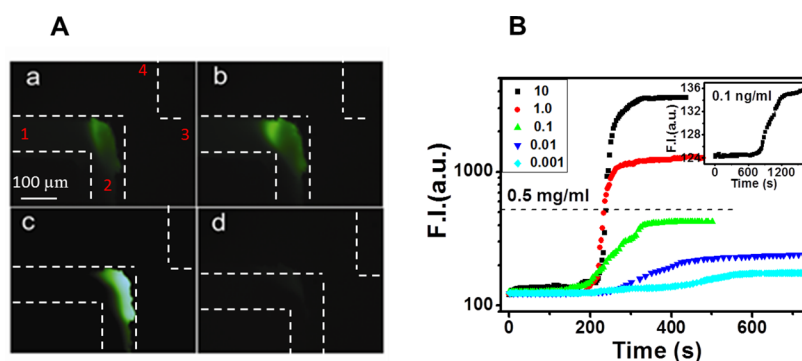 A
a
b
4
1
3
2
100 µm
c
d
B
10
1.0
0.1
0.01
0.001
0.5 mg/ml
F.I.(a.u.)
1000
100
0
200
400
600
Time (s)
0.1 ng/ml
F.I.(a.u.)
136
132
128
124
0
600
1200
Time (s)